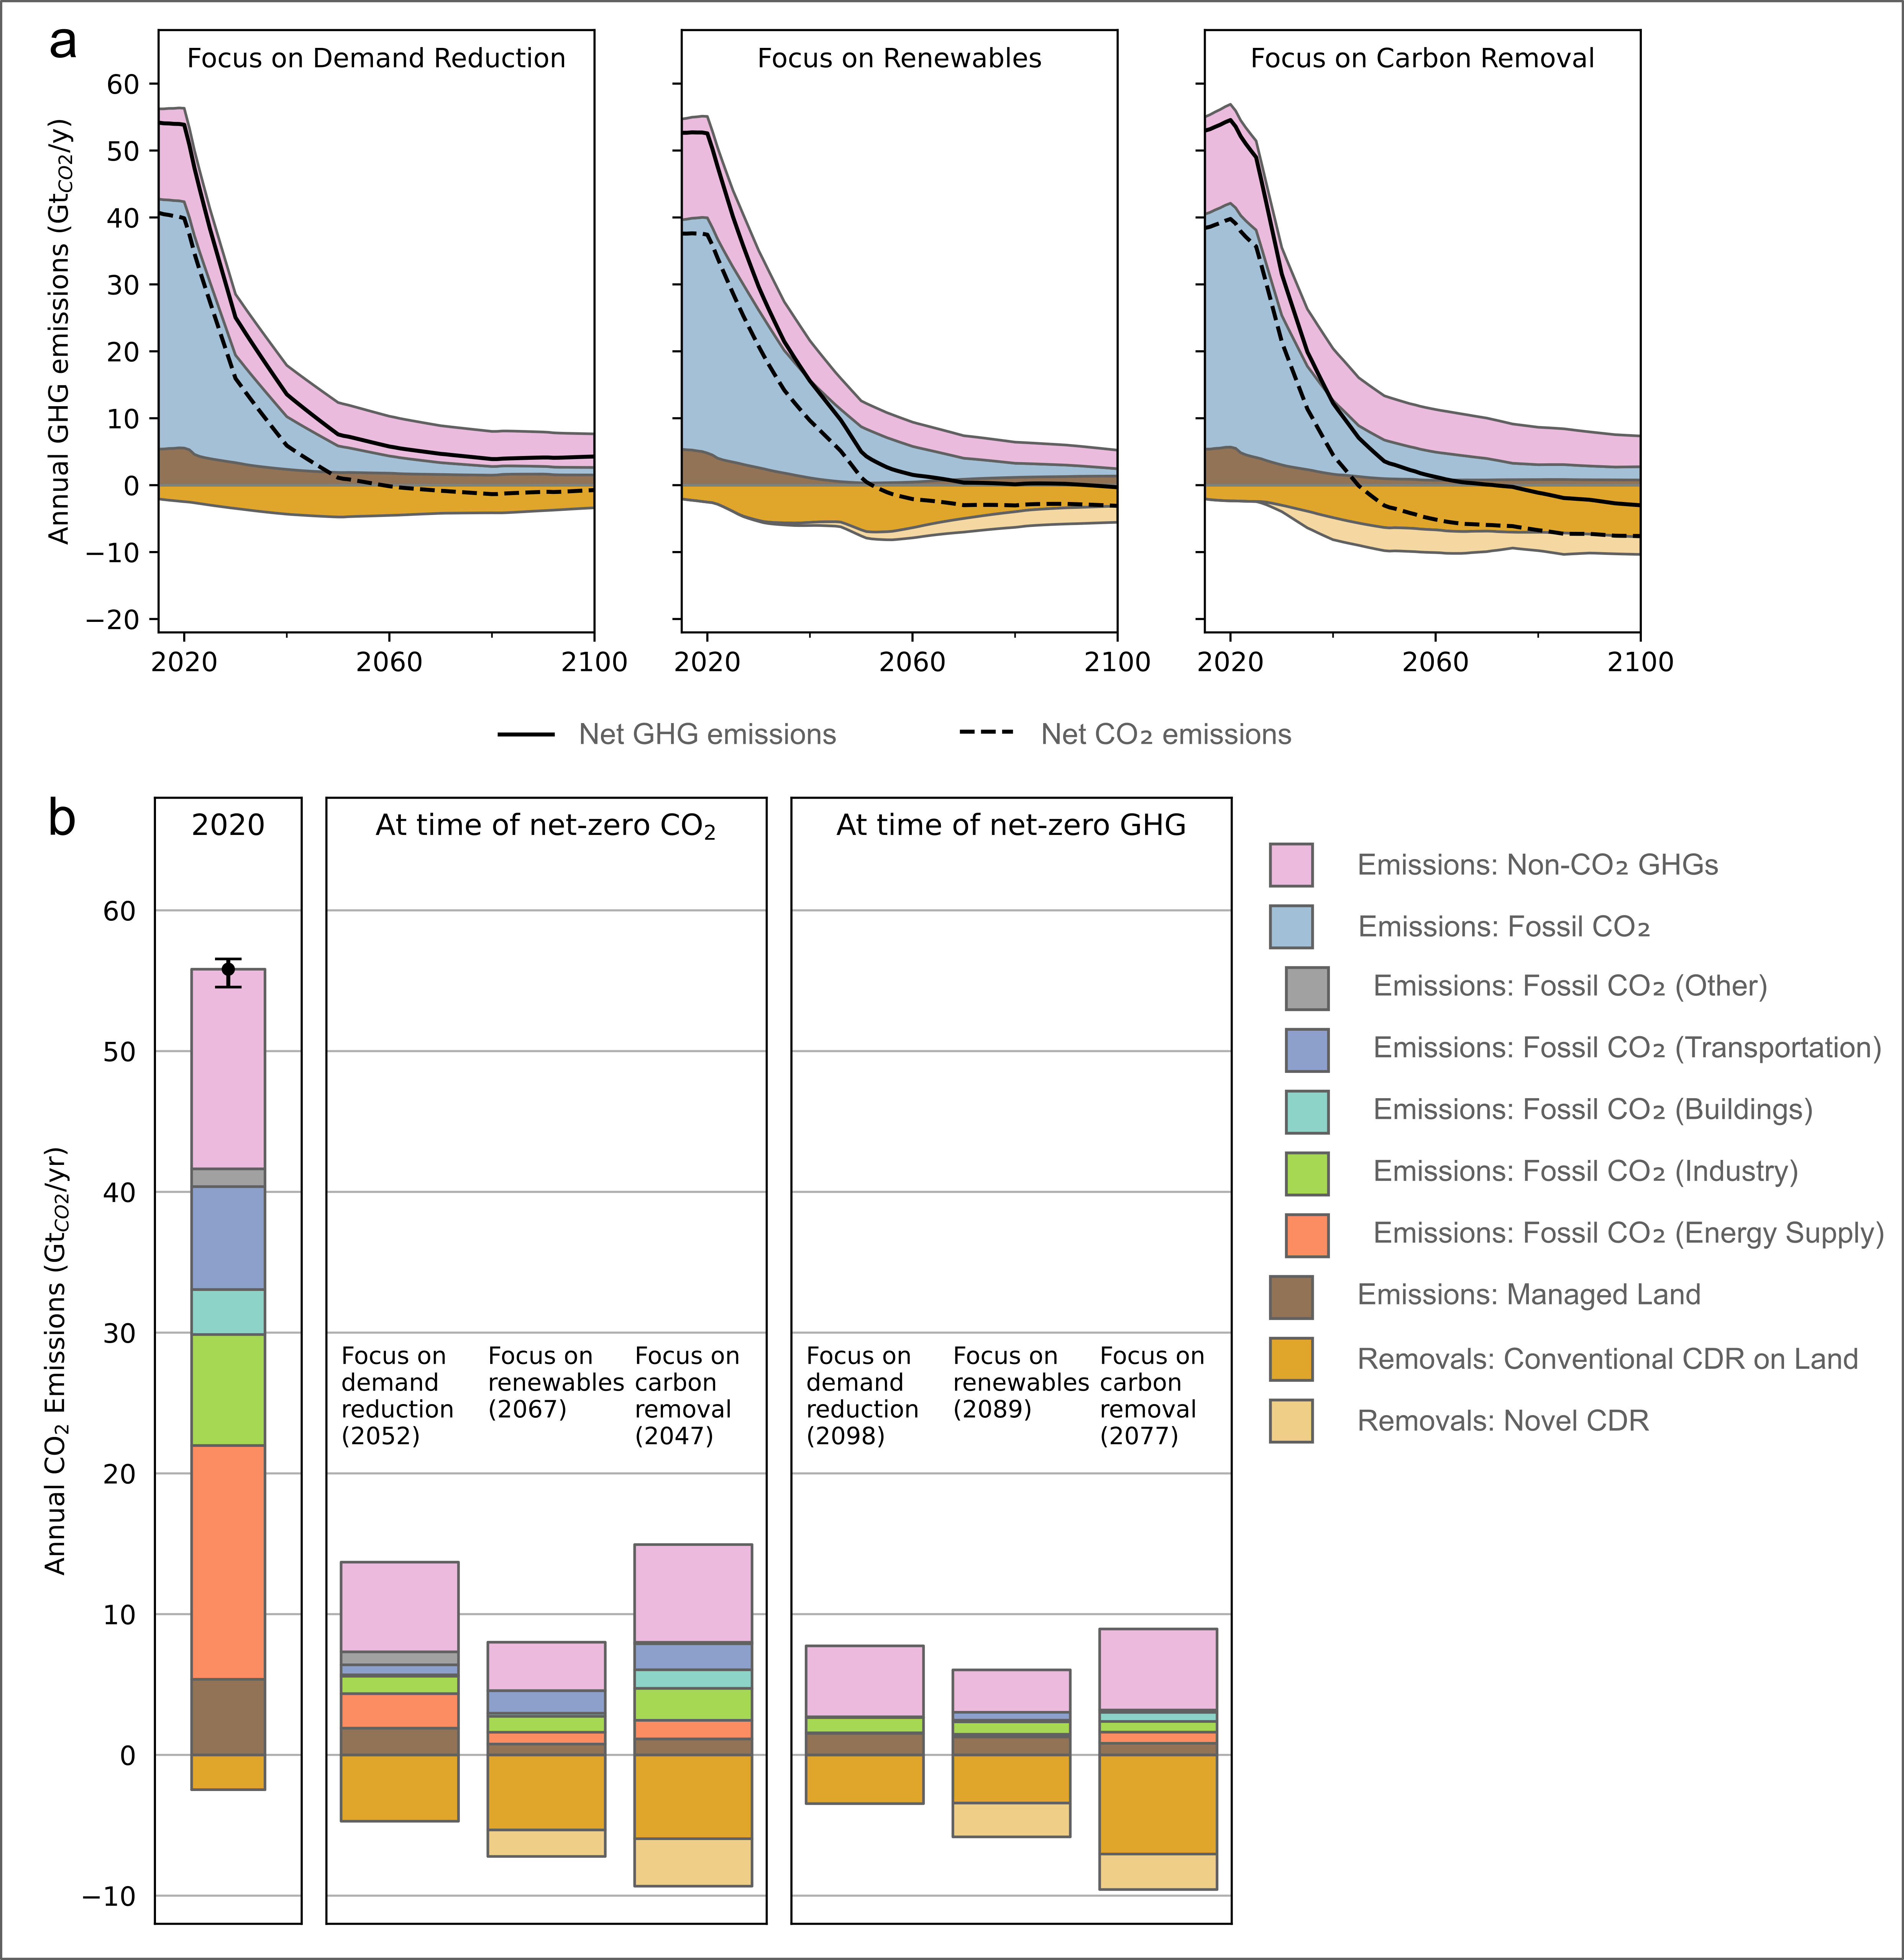 a
Focus on Demand Reduction
Focus on Renewables
Focus on Carbon Removal
Annual GHG emissions (Gt_CO2/y)
60
50
40
30
20
10
0
−10
−20
2020 2060 2100
2020 2060 2100
2020 2060 2100
Net GHG emissions
Net CO₂ emissions
b
2020
At time of net-zero CO₂
At time of net-zero GHG
Annual CO₂ Emissions (Gt_CO2/yr)
60
50
40
30
20
10
0
−10
Focus on
demand
reduction
(2052)
Focus on
renewables
(2067)
Focus on
carbon
removal
(2047)
Focus on
demand
reduction
(2098)
Focus on
renewables
(2089)
Focus on
carbon
removal
(2077)
Emissions: Non-CO₂ GHGs
Emissions: Fossil CO₂
Emissions: Fossil CO₂ (Other)
Emissions: Fossil CO₂ (Transportation)
Emissions: Fossil CO₂ (Buildings)
Emissions: Fossil CO₂ (Industry)
Emissions: Fossil CO₂ (Energy Supply)
Emissions: Managed Land
Removals: Conventional CDR on Land
Removals: Novel CDR